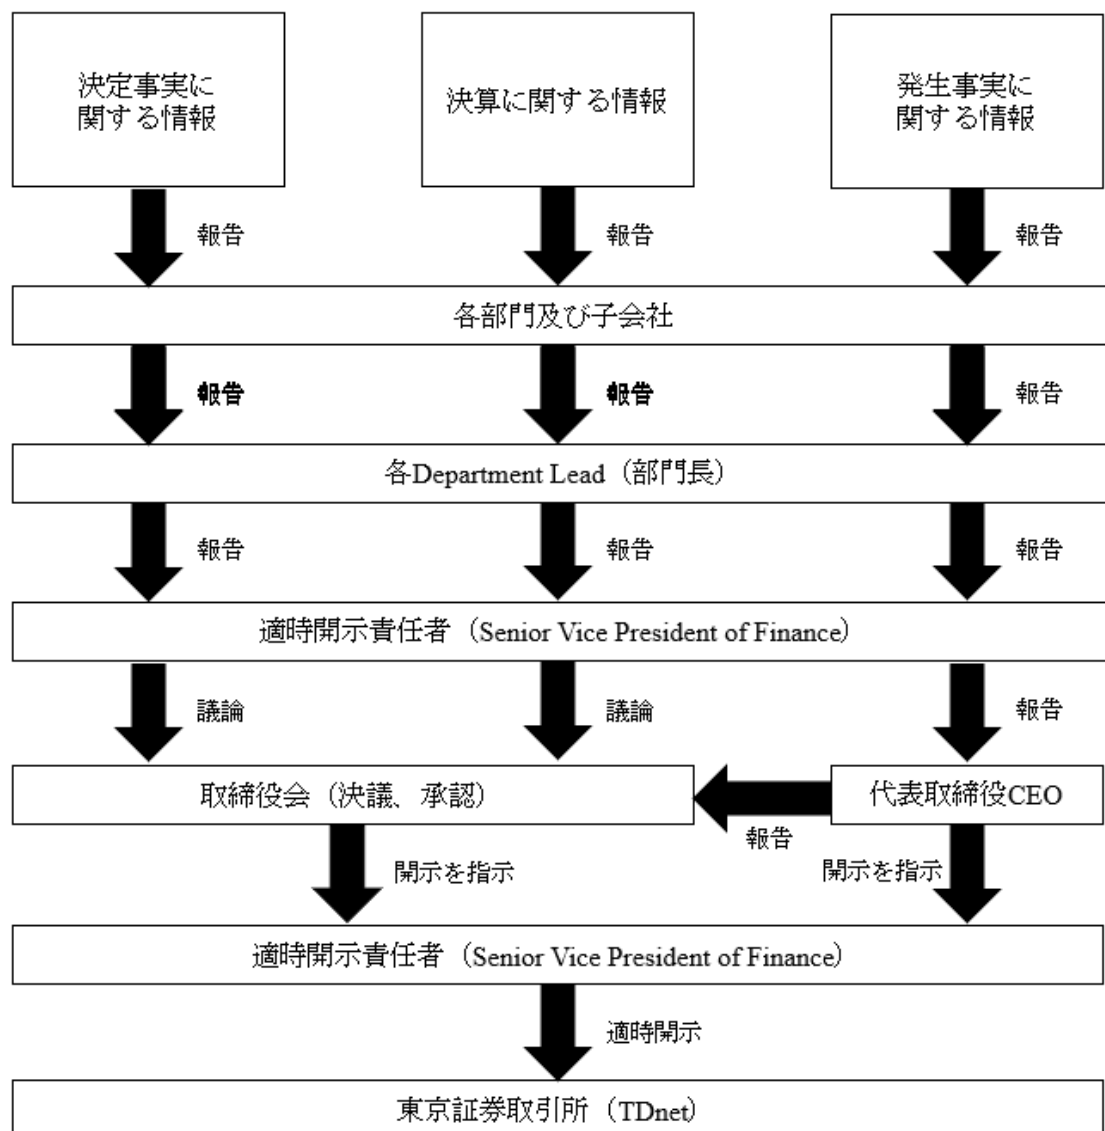 決定事実に
関する情報
決算に関する情報
発生事実に
関する情報
報告
報告
報告
各部門及び子会社
報告
報告
報告
各Department Lead（部門長）
報告
報告
報告
適時開示責任者（Senior Vice President of Finance）
議論
議論
報告
取締役会（決議、承認）
代表取締役CEO
報告
開示を指示
開示を指示
適時開示責任者（Senior Vice President of Finance）
適時開示
東京証券取引所（TDnet）